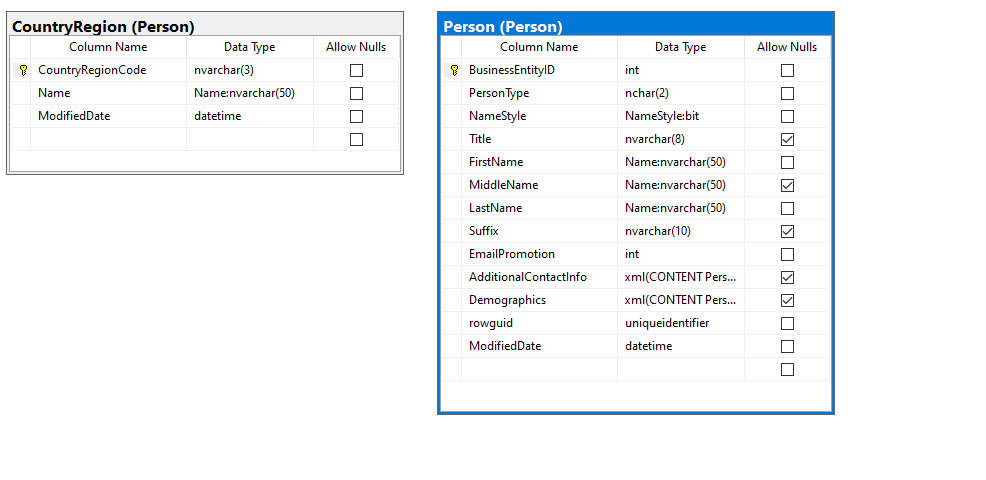 CountryRegion (Person)
Column Name Data Type Allow Nulls
CountryRegionCode nvarchar(3)
Name Name:nvarchar(50)
ModifiedDate datetime
Person (Person)
Column Name Data Type Allow Nulls
BusinessEntityID int
PersonType nchar(2)
NameStyle NameStyle:bit
Title nvarchar(8)
FirstName Name:nvarchar(50)
MiddleName Name:nvarchar(50)
LastName Name:nvarchar(50)
Suffix nvarchar(10)
EmailPromotion int
AdditionalContactInfo xml(CONTENT Pers...
Demographics xml(CONTENT Pers...
rowguid uniqueidentifier
ModifiedDate datetime